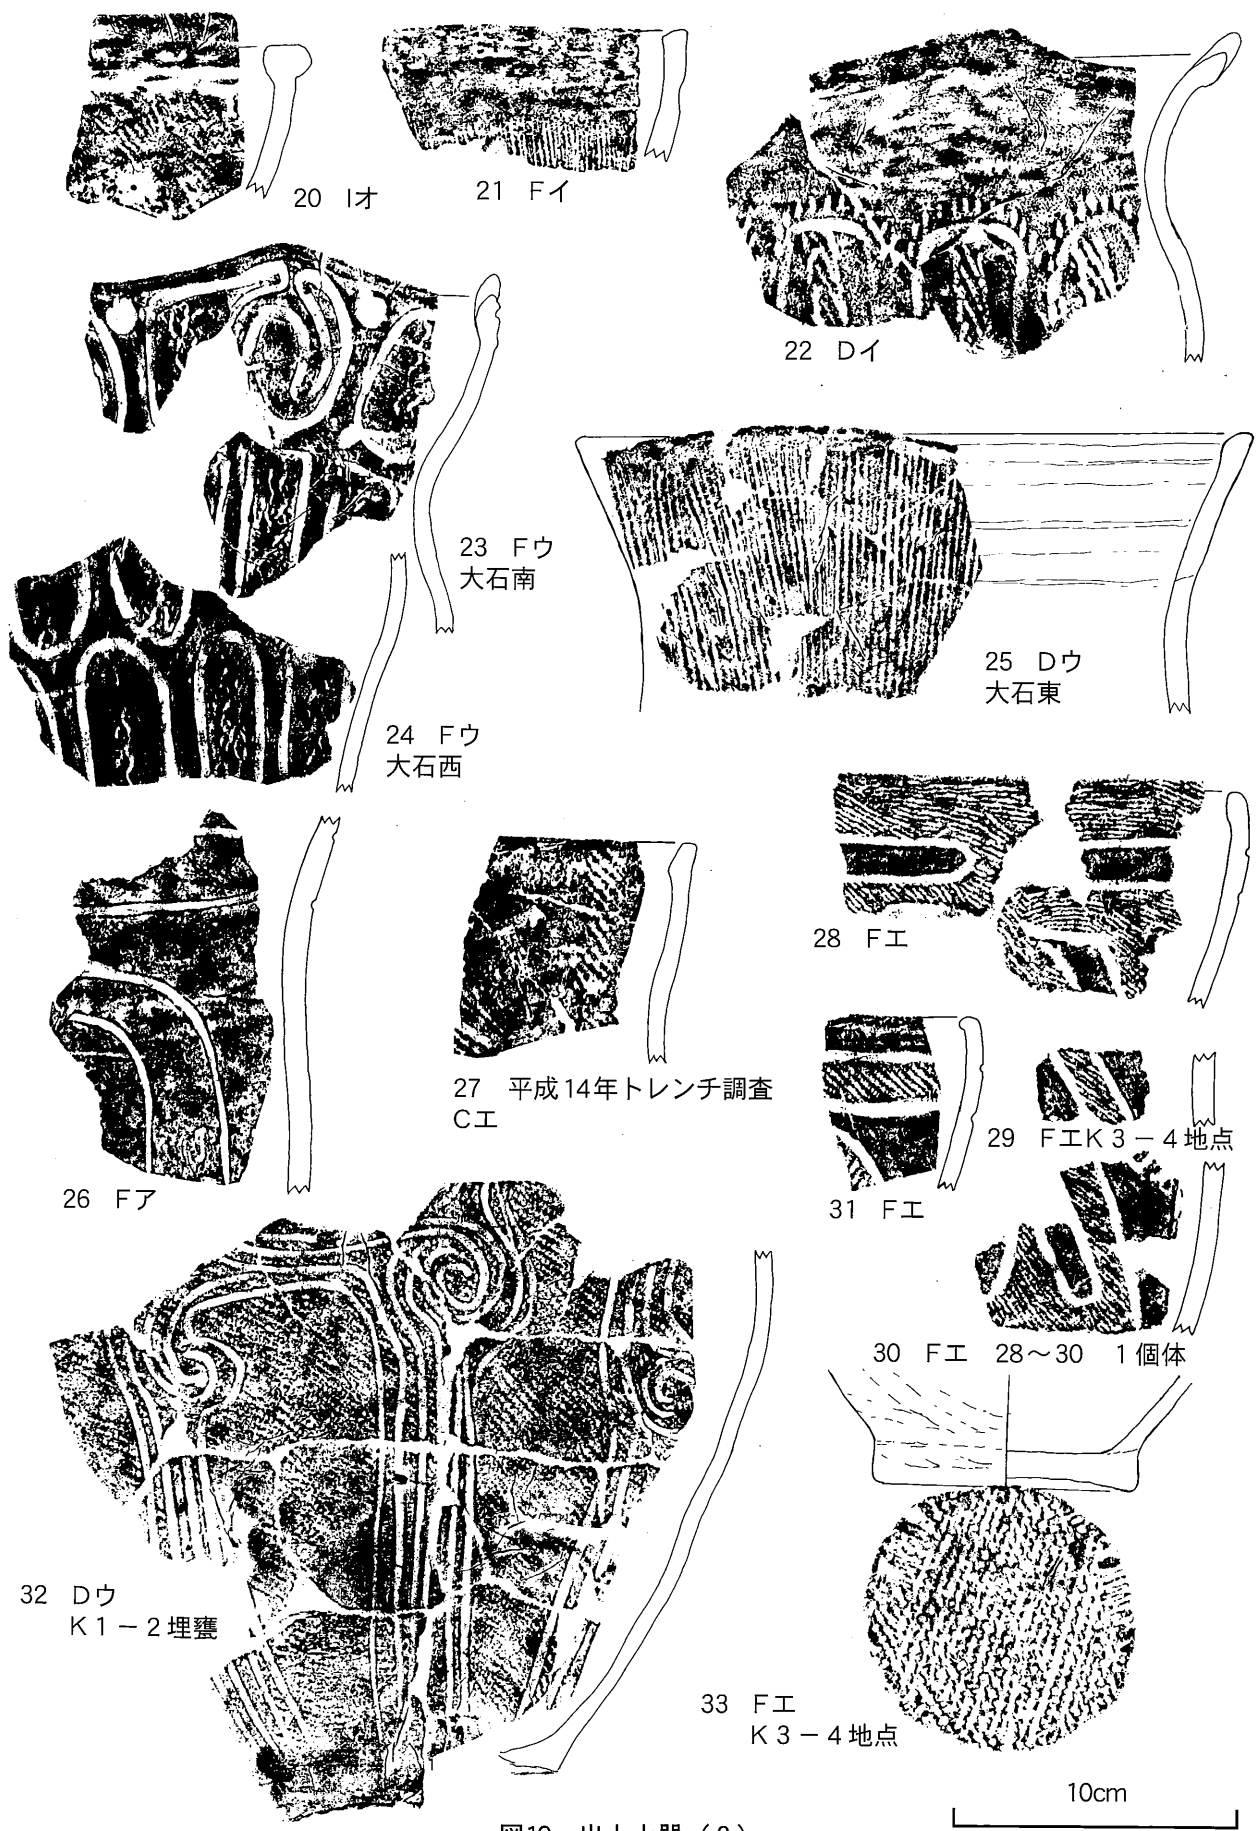 20 Iオ
21 Fイ
22 Dイ
23 Fウ
大石南
24 Fウ
大石西
25 Dウ
大石東
26 Fア
27 平成14年トレンチ調査
Cエ
28 Fエ
29 FエK3－4地点
30 Fエ 28～30 1個体
31 Fエ
32 Dウ
K1－2埋甕
33 Fエ
K3－4地点
10cm